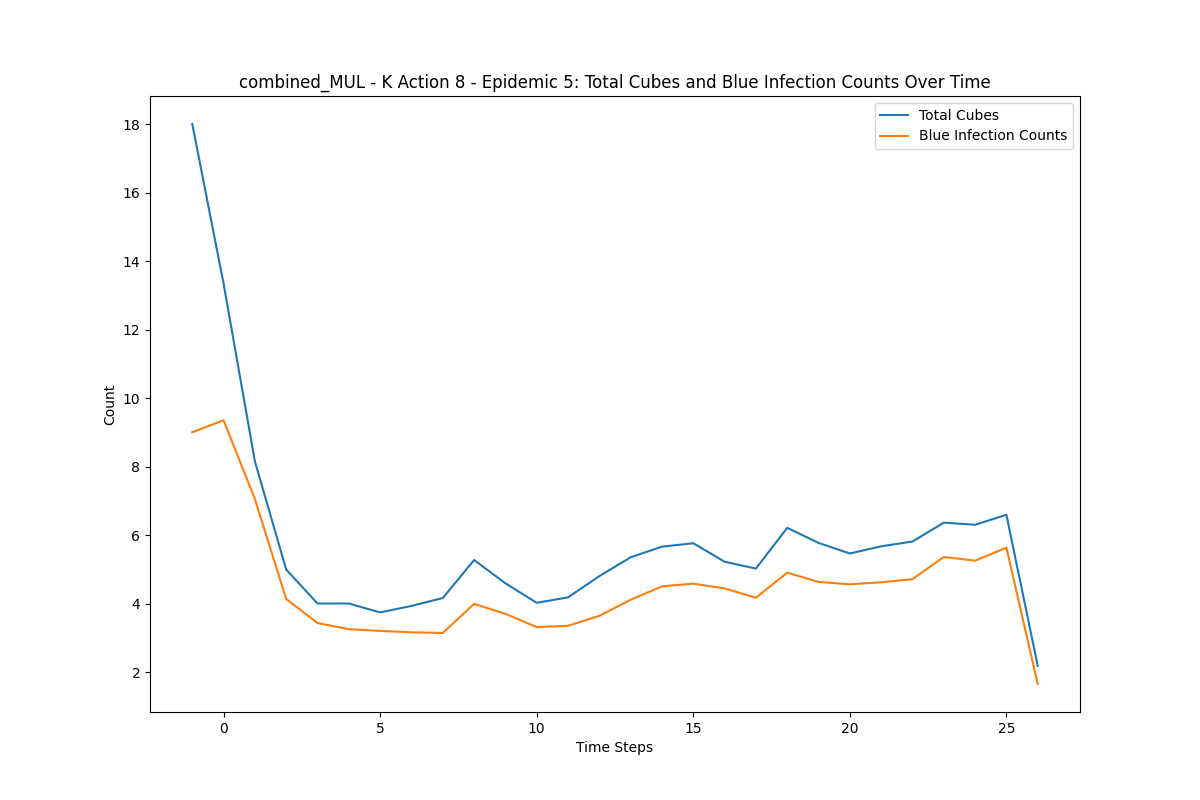 combined_MUL - K Action 8 - Epidemic 5: Total Cubes and Blue Infection Counts Over Time
Total Cubes
Blue Infection Counts
18
16
14
12
10
8
6
4
2
Count
0 5 10 15 20 25
Time Steps